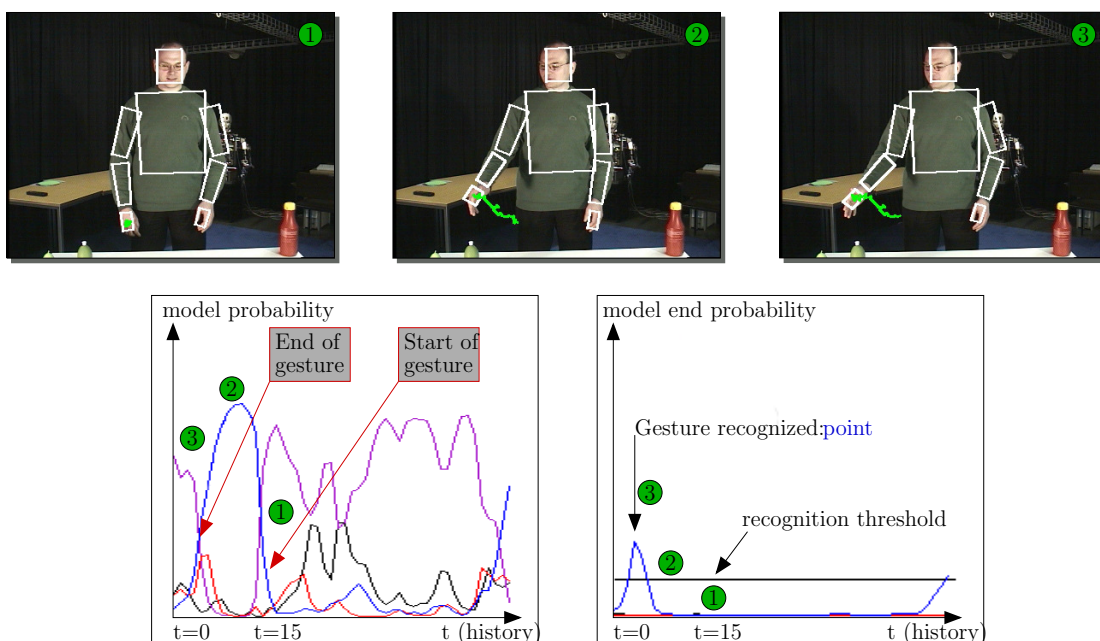 1
2
3
model probability
End of
gesture
Start of
gesture
2
3
1
t=0
t=15
t (history)
model end probability
Gesture recognized:point
3
recognition threshold
2
1
t=0
t=15
t (history)